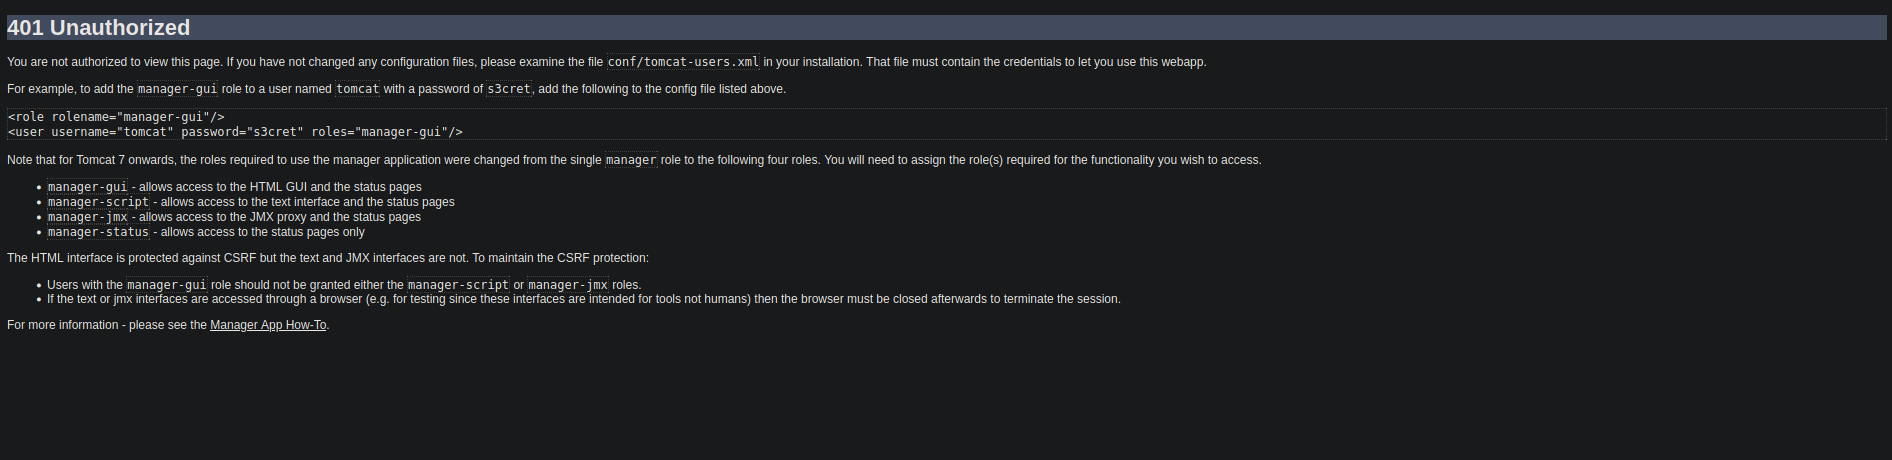 401 Unauthorized
You are not authorized to view this page. If you have not changed any configuration files, please examine the file conf/tomcat-users.xml in your installation. That file must contain the credentials to let you use this webapp.
For example, to add the manager-gui role to a user named tomcat with a password of s3cret, add the following to the config file listed above.
<role rolename="manager-gui"/>
<user username="tomcat" password="s3cret" roles="manager-gui"/>
Note that for Tomcat 7 onwards, the roles required to use the manager application were changed from the single manager role to the following four roles. You will need to assign the role(s) required for the functionality you wish to access.
• manager-gui - allows access to the HTML GUI and the status pages
• manager-script - allows access to the text interface and the status pages
• manager-jmx - allows access to the JMX proxy and the status pages
• manager-status - allows access to the status pages only
The HTML interface is protected against CSRF but the text and JMX interfaces are not. To maintain the CSRF protection:
• Users with the manager-gui role should not be granted either the manager-script or manager-jmx roles.
• If the text or jmx interfaces are accessed through a browser (e.g. for testing since these interfaces are intended for tools not humans) then the browser must be closed afterwards to terminate the session.
For more information - please see the Manager App How-To.